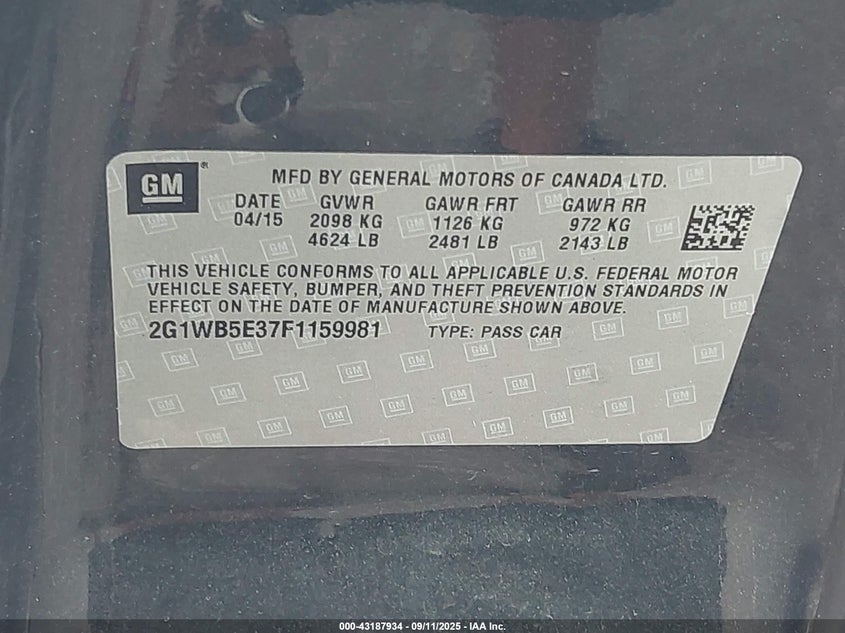 GM®
MFD BY GENERAL MOTORS OF CANADA LTD.
DATE GVWR GAWR FRT GAWR RR
04/15 2098 KG 1126 KG 972 KG
4624 LB 2481 LB 2143 LB
THIS VEHICLE CONFORMS TO ALL APPLICABLE U.S. FEDERAL MOTOR
VEHICLE SAFETY, BUMPER, AND THEFT PREVENTION STANDARDS IN
EFFECT ON THE DATE OF MANUFACTURE SHOWN ABOVE.
2G1WB5E37F1159981 TYPE: PASS CAR
000-43187934 - 09/11/2025 - IAA Inc.